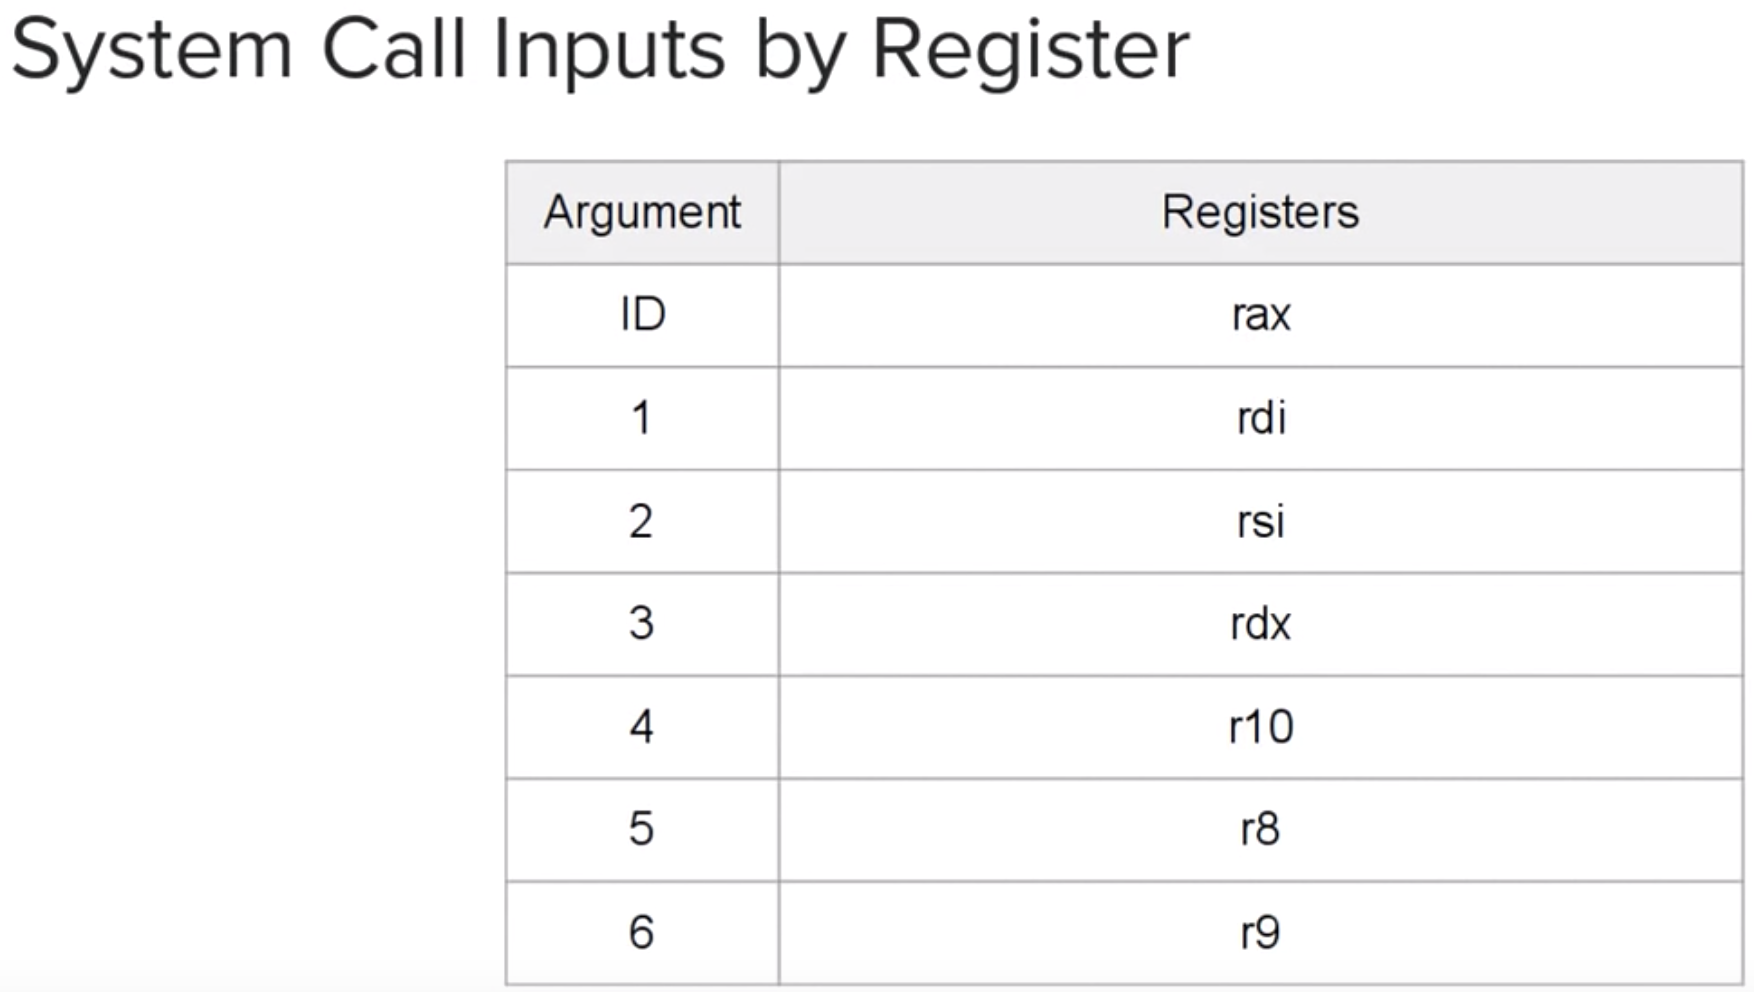 System Call Inputs by Register
Argument Registers
ID rax
1 rdi
2 rsi
3 rdx
4 r10
5 r8
6 r9